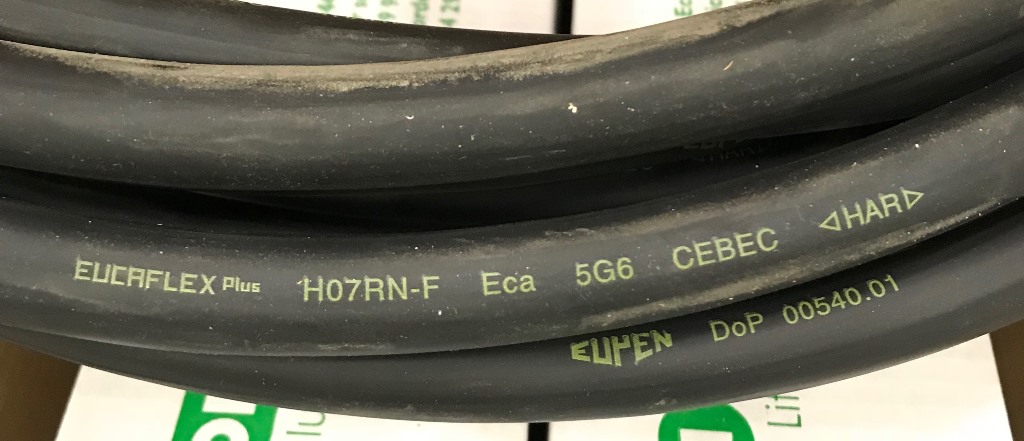 EUCAFLEX Plus H07RN-F Eca 5G6 CEBEC ◁HAR▷
EUPEN DoP 00540.01